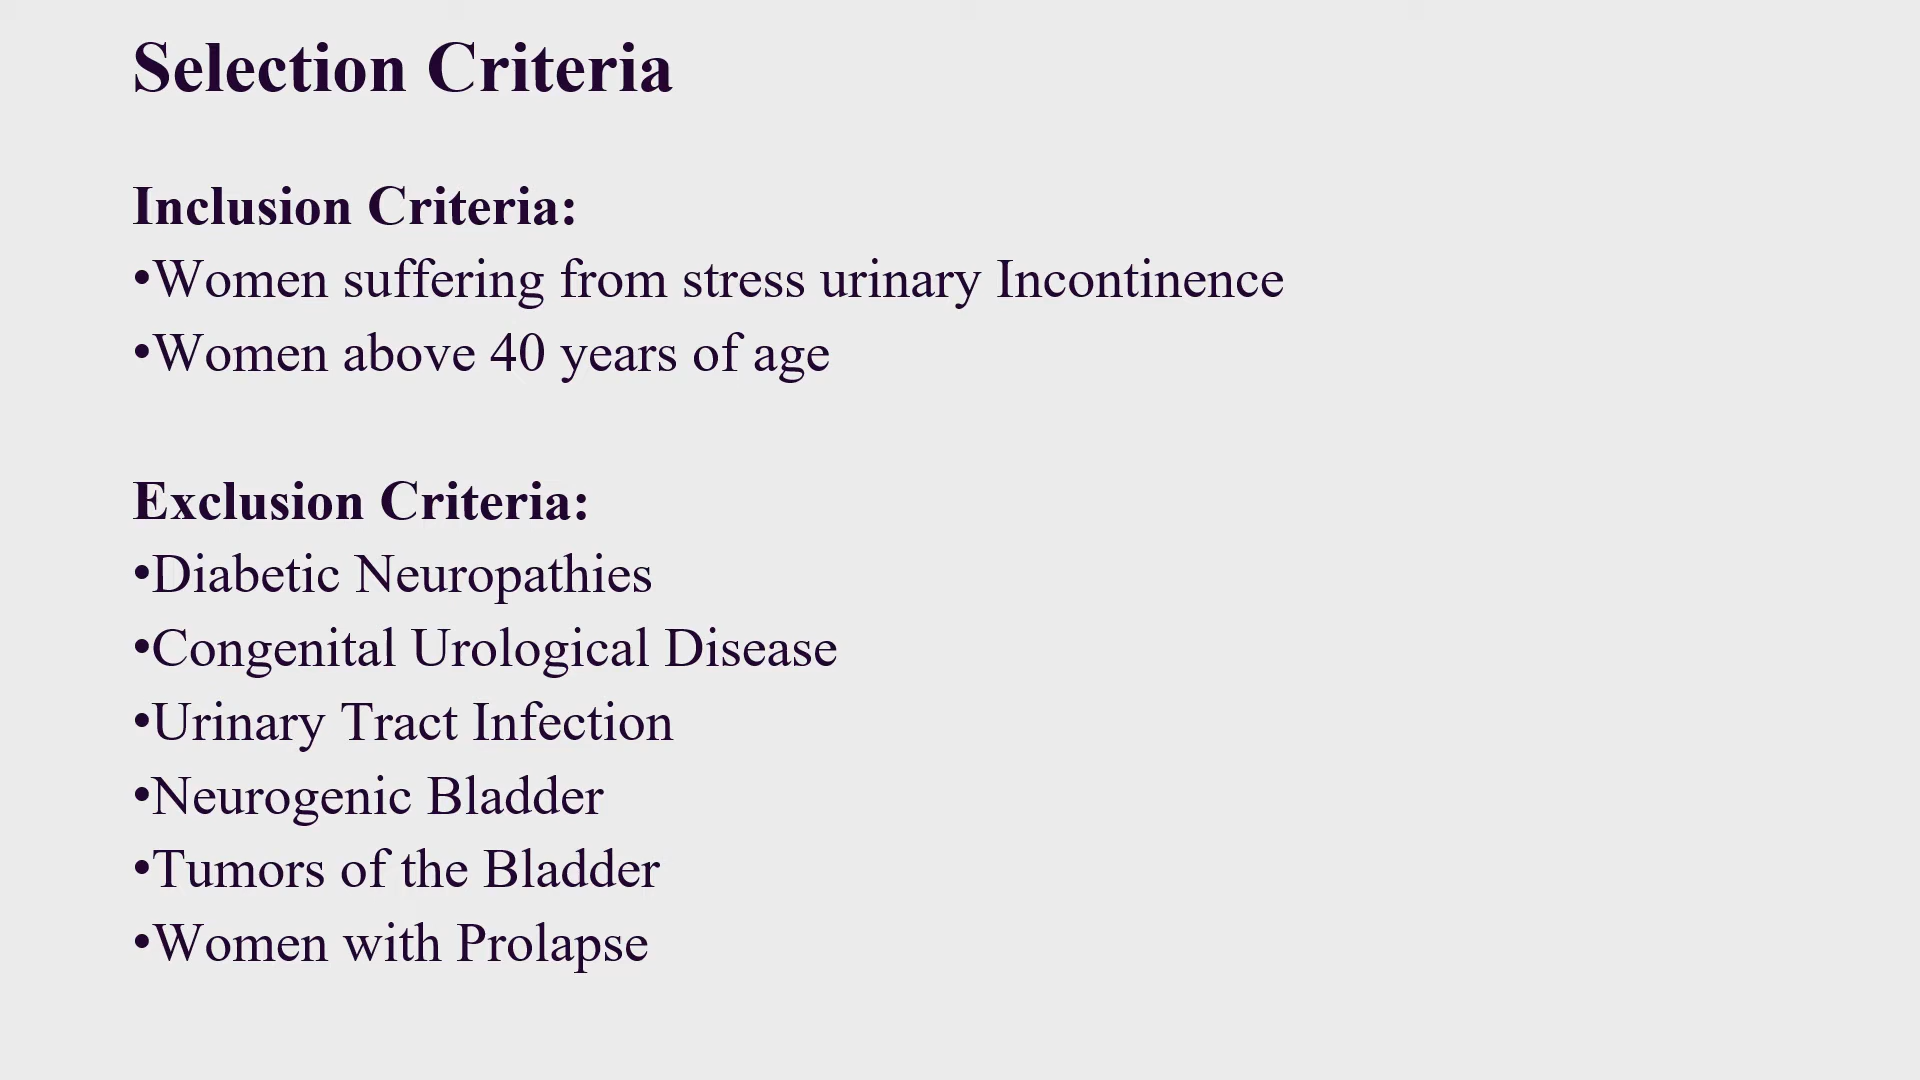 Selection Criteria
Inclusion Criteria:
•Women suffering from stress urinary Incontinence
•Women above 40 years of age
Exclusion Criteria:
•Diabetic Neuropathies
•Congenital Urological Disease
•Urinary Tract Infection
•Neurogenic Bladder
•Tumors of the Bladder
•Women with Prolapse